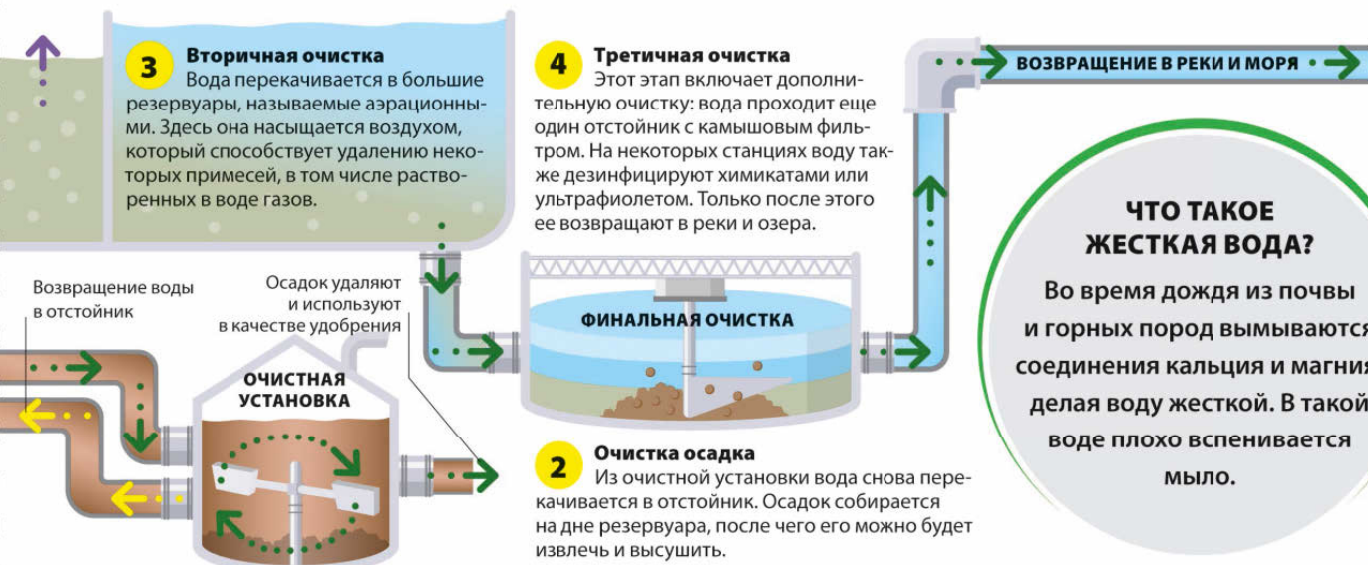 3
Вторичная очистка
Вода перекачивается в большие
резервуары, называемые аэрационны-
ми. Здесь она насыщается воздухом,
который способствует удалению неко-
торых примесей, в том числе раство-
ренных в воде газов.
4
Третичная очистка
Этот этап включает дополни-
тельную очистку: вода проходит еще
один отстойник с камышовым филь-
тром. На некоторых станциях воду так-
же дезинфицируют химикатами или
ультрафиолетом. Только после этого
ее возвращают в реки и озера.
ВОЗВРАЩЕНИЕ В РЕКИ И МОРЯ
Возвращение воды
в отстойник
Осадок удаляют
и используют
в качестве удобрения
ОЧИСТНАЯ
УСТАНОВКА
ФИНАЛЬНАЯ ОЧИСТКА
2
Очистка осадка
Из очистной установки вода снова пере-
качивается в отстойник. Осадок собирается
на дне резервуара, после чего его можно будет
извлечь и высушить.
ЧТО ТАКОЕ
ЖЕСТКАЯ ВОДА?
Во время дождя из почвы
и горных пород вымываются
соединения кальция и магния,
делая воду жесткой. В такой
воде плохо вспенивается
мыло.